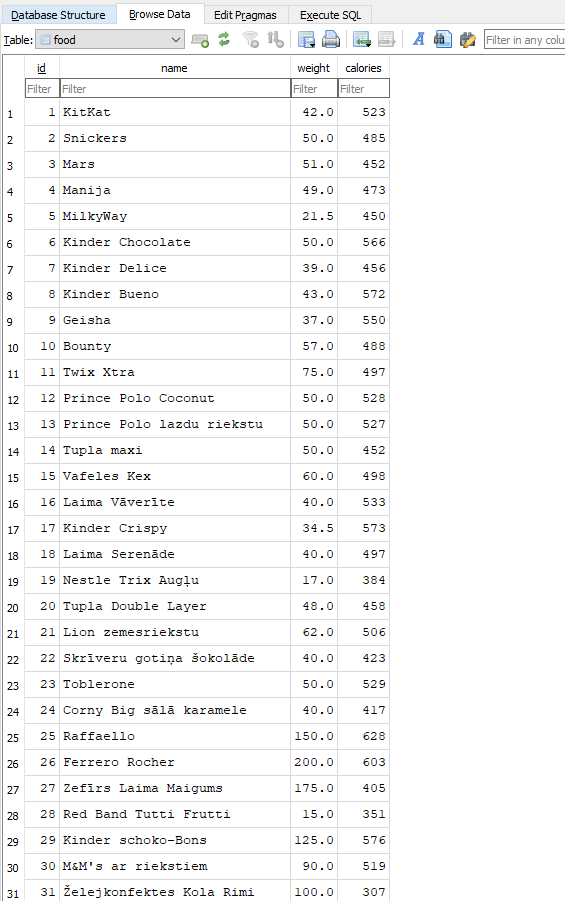 Database Structure Browse Data Edit Pragmas Execute SQL
Table: food Filter in any colu
id name weight calories
Filter Filter Filter Filter
1 1 KitKat 42.0 523
2 2 Snickers 50.0 485
3 3 Mars 51.0 452
4 4 Manija 49.0 473
5 5 MilkyWay 21.5 450
6 6 Kinder Chocolate 50.0 566
7 7 Kinder Delice 39.0 456
8 8 Kinder Bueno 43.0 572
9 9 Geisha 37.0 550
10 10 Bounty 57.0 488
11 11 Twix Xtra 75.0 497
12 12 Prince Polo Coconut 50.0 528
13 13 Prince Polo lazdu riekstu 50.0 527
14 14 Tupla maxi 50.0 452
15 15 Vafeles Kex 60.0 498
16 16 Laima Vāverīte 40.0 533
17 17 Kinder Crispy 34.5 573
18 18 Laima Serenāde 40.0 497
19 19 Nestle Trix Augļu 17.0 384
20 20 Tupla Double Layer 48.0 458
21 21 Lion zemesriekstu 62.0 506
22 22 Skrīveru gotiņa šokolāde 40.0 423
23 23 Toblerone 50.0 529
24 24 Corny Big sālā karamele 40.0 417
25 25 Raffaello 150.0 628
26 26 Ferrero Rocher 200.0 603
27 27 Zefīrs Laima Maigums 175.0 405
28 28 Red Band Tutti Frutti 15.0 351
29 29 Kinder schoko-Bons 125.0 576
30 30 M&M's ar riekstiem 90.0 519
31 31 Želejkonfektes Kola Rimi 100.0 307